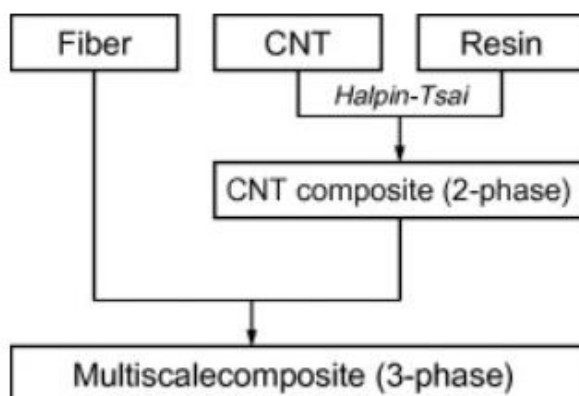 Fiber
CNT
Resin
Halpin-Tsai
CNT composite (2-phase)
Multiscalecomposite (3-phase)